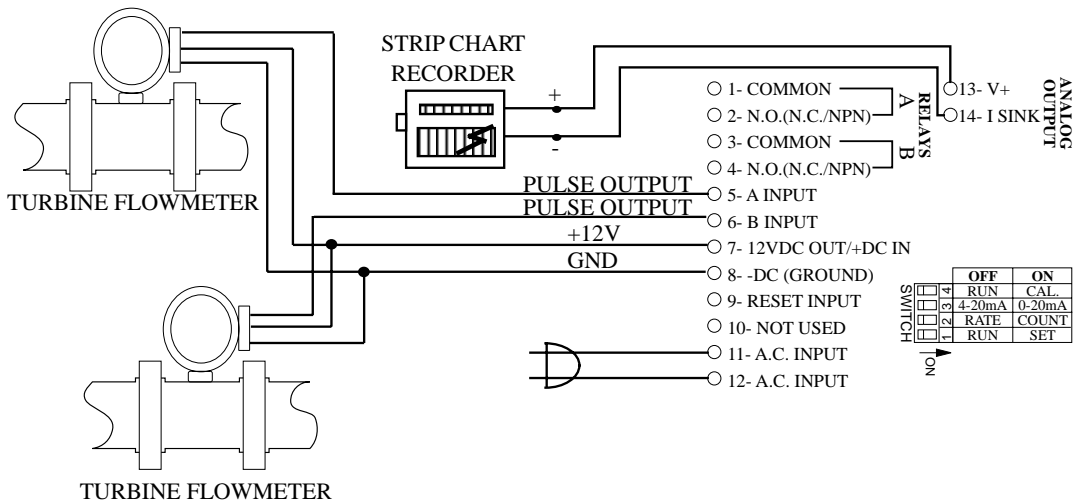 STRIP CHART
RECORDER
+
-
TURBINE FLOWMETER
PULSE OUTPUT
PULSE OUTPUT
+12V
GND
TURBINE FLOWMETER
1- COMMON
2- N.O.(N.C./NPN)
3- COMMON
4- N.O.(N.C./NPN)
5- A INPUT
6- B INPUT
7- 12VDC OUT/+DC IN
8- -DC (GROUND)
9- RESET INPUT
10- NOT USED
11- A.C. INPUT
12- A.C. INPUT
A
B
RELAYS
13- V+
14- I SINK
ANALOG
OUTPUT
OFF ON
4 RUN CAL.
3 4-20mA 0-20mA
2 RATE COUNT
1 RUN SET
SWITCH
ON